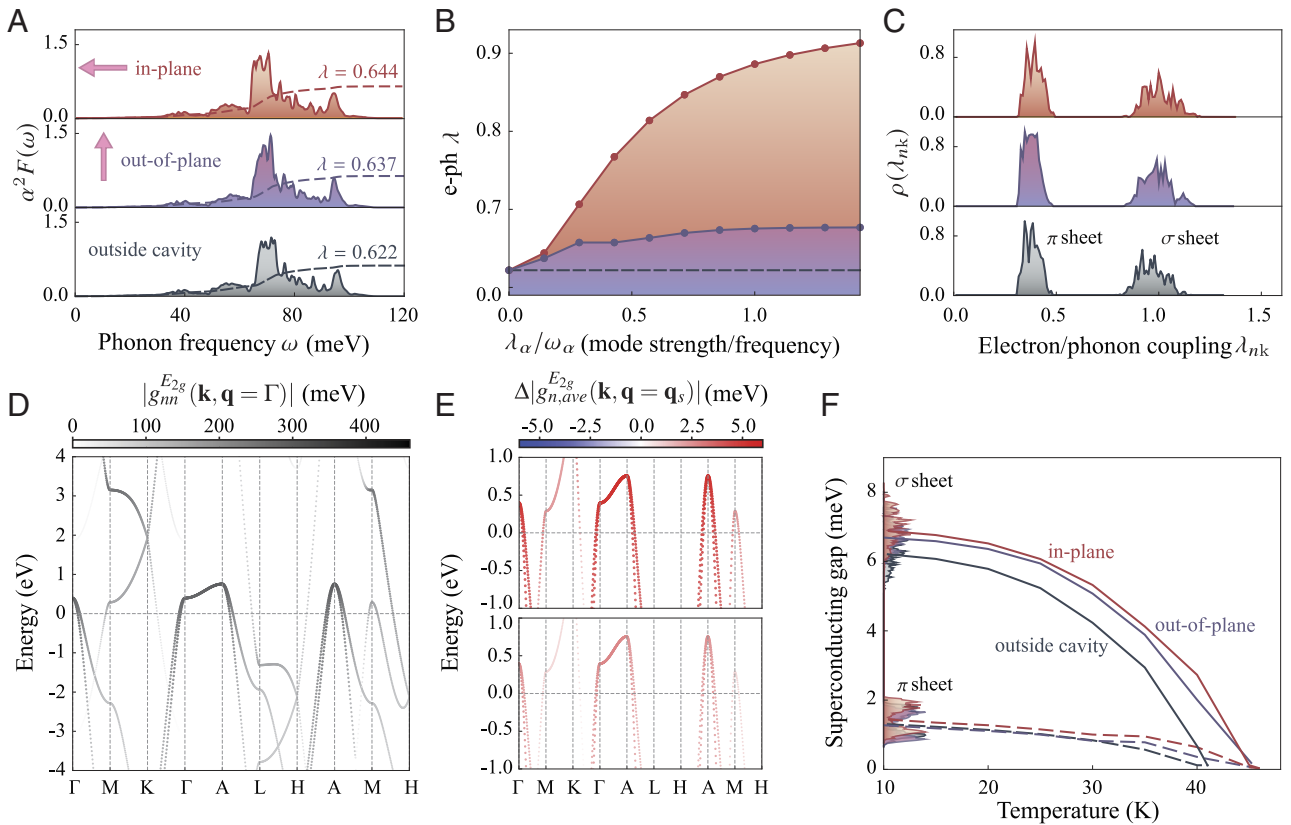 A
α²F(ω)
1.5
0.0
1.5
0.0
1.5
0.0
in-plane
λ = 0.644
out-of-plane
λ = 0.637
outside cavity
λ = 0.622
0 40 80 120
Phonon frequency ω (meV)
B
e-ph λ
0.9
0.7
0.0
0.0 0.5 1.0
λα/ωα (mode strength/frequency)
C
ρ(λnk)
0.8
0.0
0.8
0.0
0.8
0.0
π sheet
σ sheet
0.0 0.5 1.0 1.5
Electron/phonon coupling λnk
D
|g^{E2g}_{nn}(k, q = Γ)| (meV)
0 100 200 300 400
Energy (eV)
4
3
2
1
0
-1
-2
-3
-4
Γ M K Γ A L H A M H
E
Δ|g^{E2g}_{n,ave}(k, q = qs)| (meV)
-5.0 -2.5 0.0 2.5 5.0
Energy (eV)
1.0
0.5
0.0
-0.5
-1.0
Energy (eV)
1.0
0.5
0.0
-0.5
-1.0
Γ M K Γ A L H A M H
F
Superconducting gap (meV)
8
6
4
2
0
σ sheet
in-plane
out-of-plane
outside cavity
π sheet
10 20 30 40
Temperature (K)